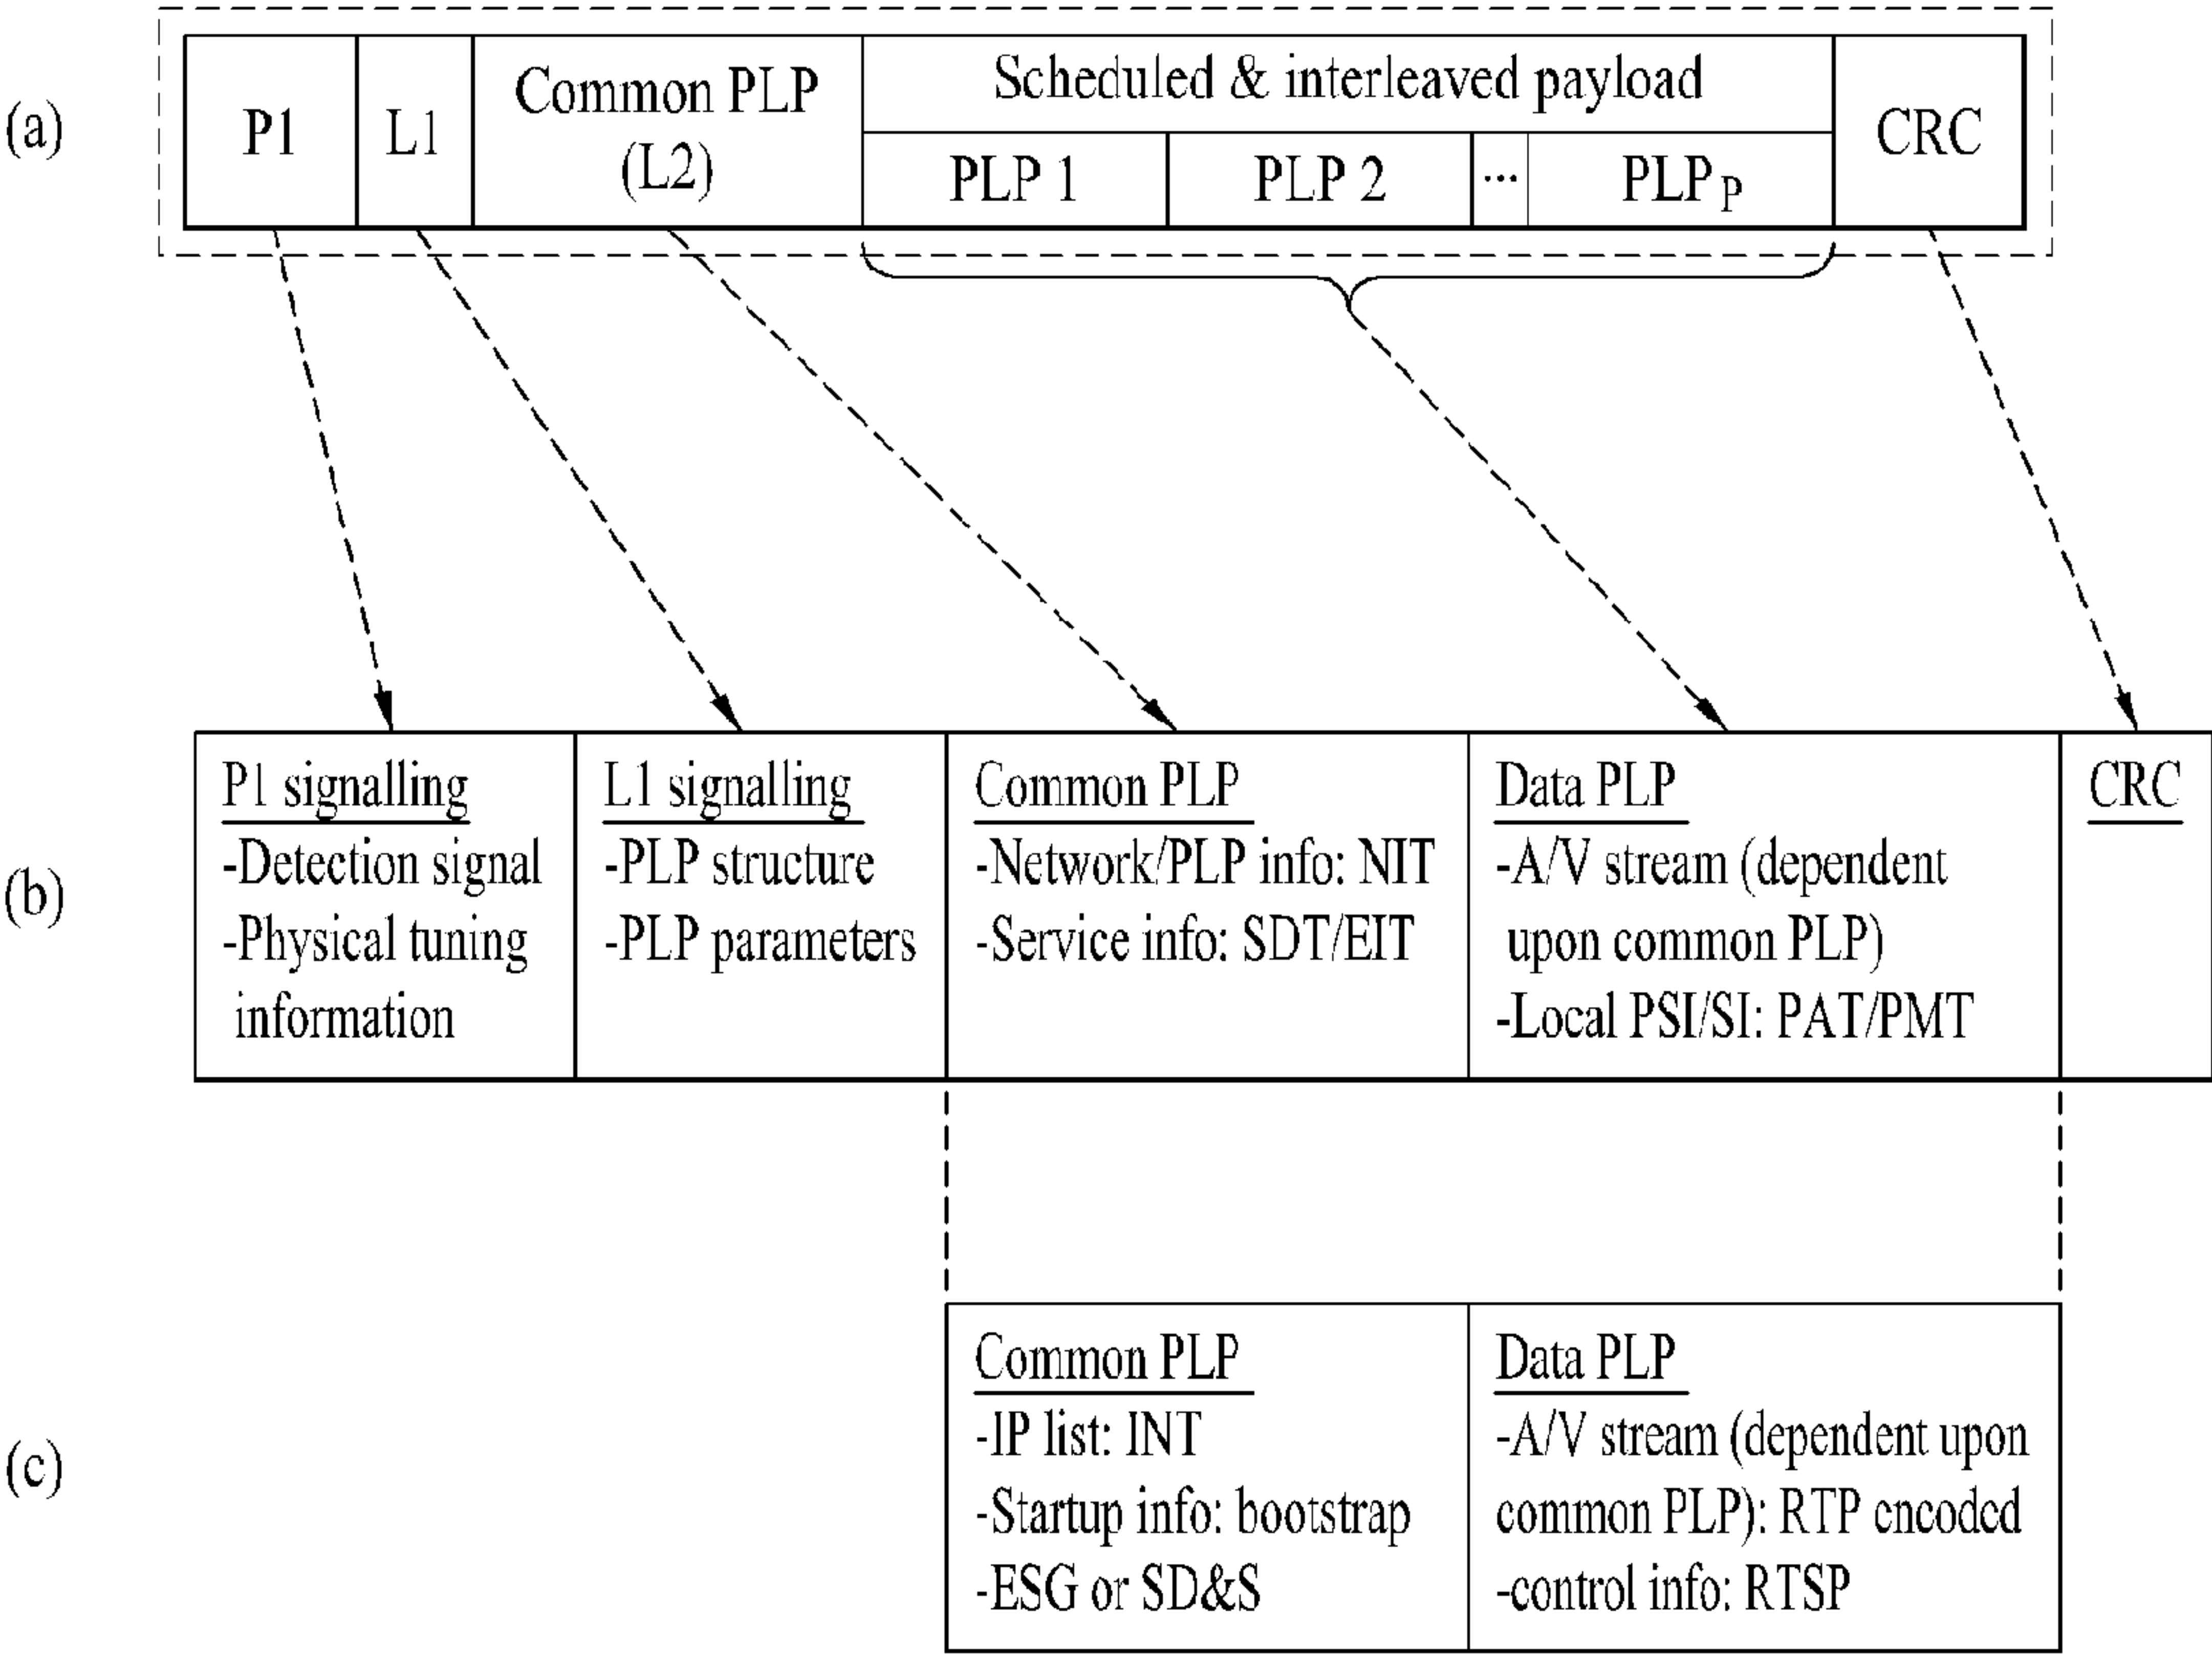 (a)
P1
L1
Common PLP
(L2)
Scheduled & interleaved payload
PLP 1
PLP 2
...
PLPP
CRC
(b)
P1 signalling
-Detection signal
-Physical tuning
information
L1 signalling
-PLP structure
-PLP parameters
Common PLP
-Network/PLP info: NIT
-Service info: SDT/EIT
Data PLP
-A/V stream (dependent
upon common PLP)
-Local PSI/SI: PAT/PMT
CRC
(c)
Common PLP
-IP list: INT
-Startup info: bootstrap
-ESG or SD&S
Data PLP
-A/V stream (dependent upon
common PLP): RTP encoded
-control info: RTSP